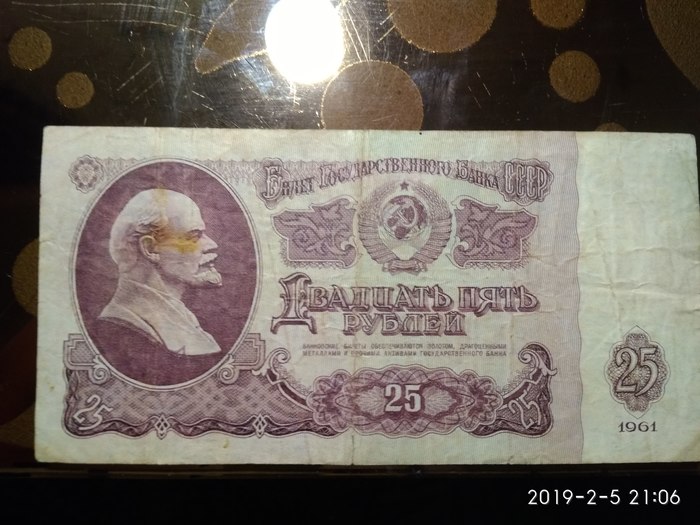 Билет Государственного Банка СССР
Двадцать пять
рублей
БАНКОВСКИЕ БИЛЕТЫ ОБЕСПЕЧИВАЮТСЯ ЗОЛОТОМ, ДРАГОЦЕННЫМИ
МЕТАЛЛАМИ И ПРОЧИМИ АКТИВАМИ ГОСУДАРСТВЕННОГО БАНКА
25
25
25
25
1961
2019-2-5 21:06